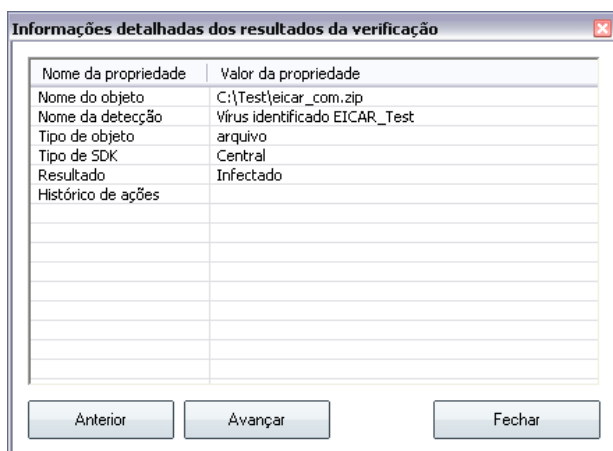 Informações detalhadas dos resultados da verificação
Nome da propriedade Valor da propriedade
Nome do objeto C:\Test\eicar_com.zip
Nome da detecção Vírus identificado EICAR_Test
Tipo de objeto arquivo
Tipo de SDK Central
Resultado Infectado
Histórico de ações
Anterior Avançar Fechar